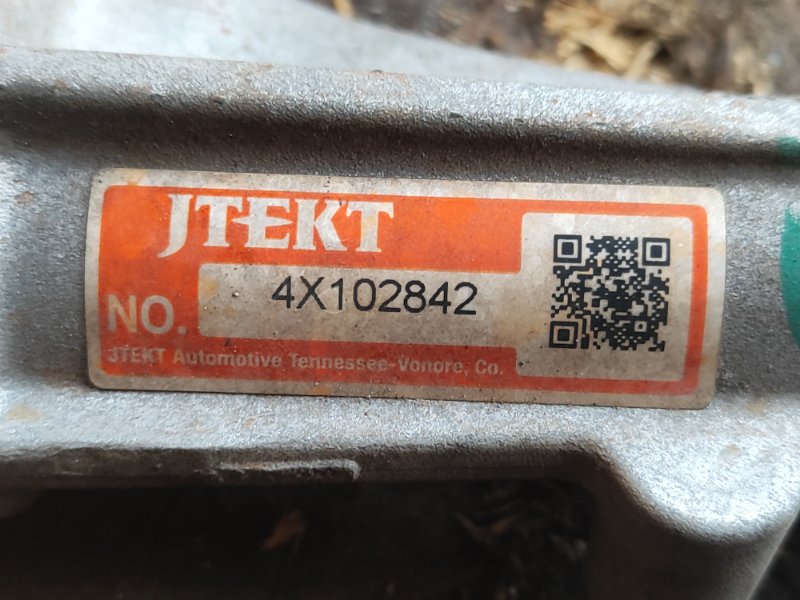 JTEKT
NO. 4X102842
JTEKT Automotive Tennessee-Vonore, Co.